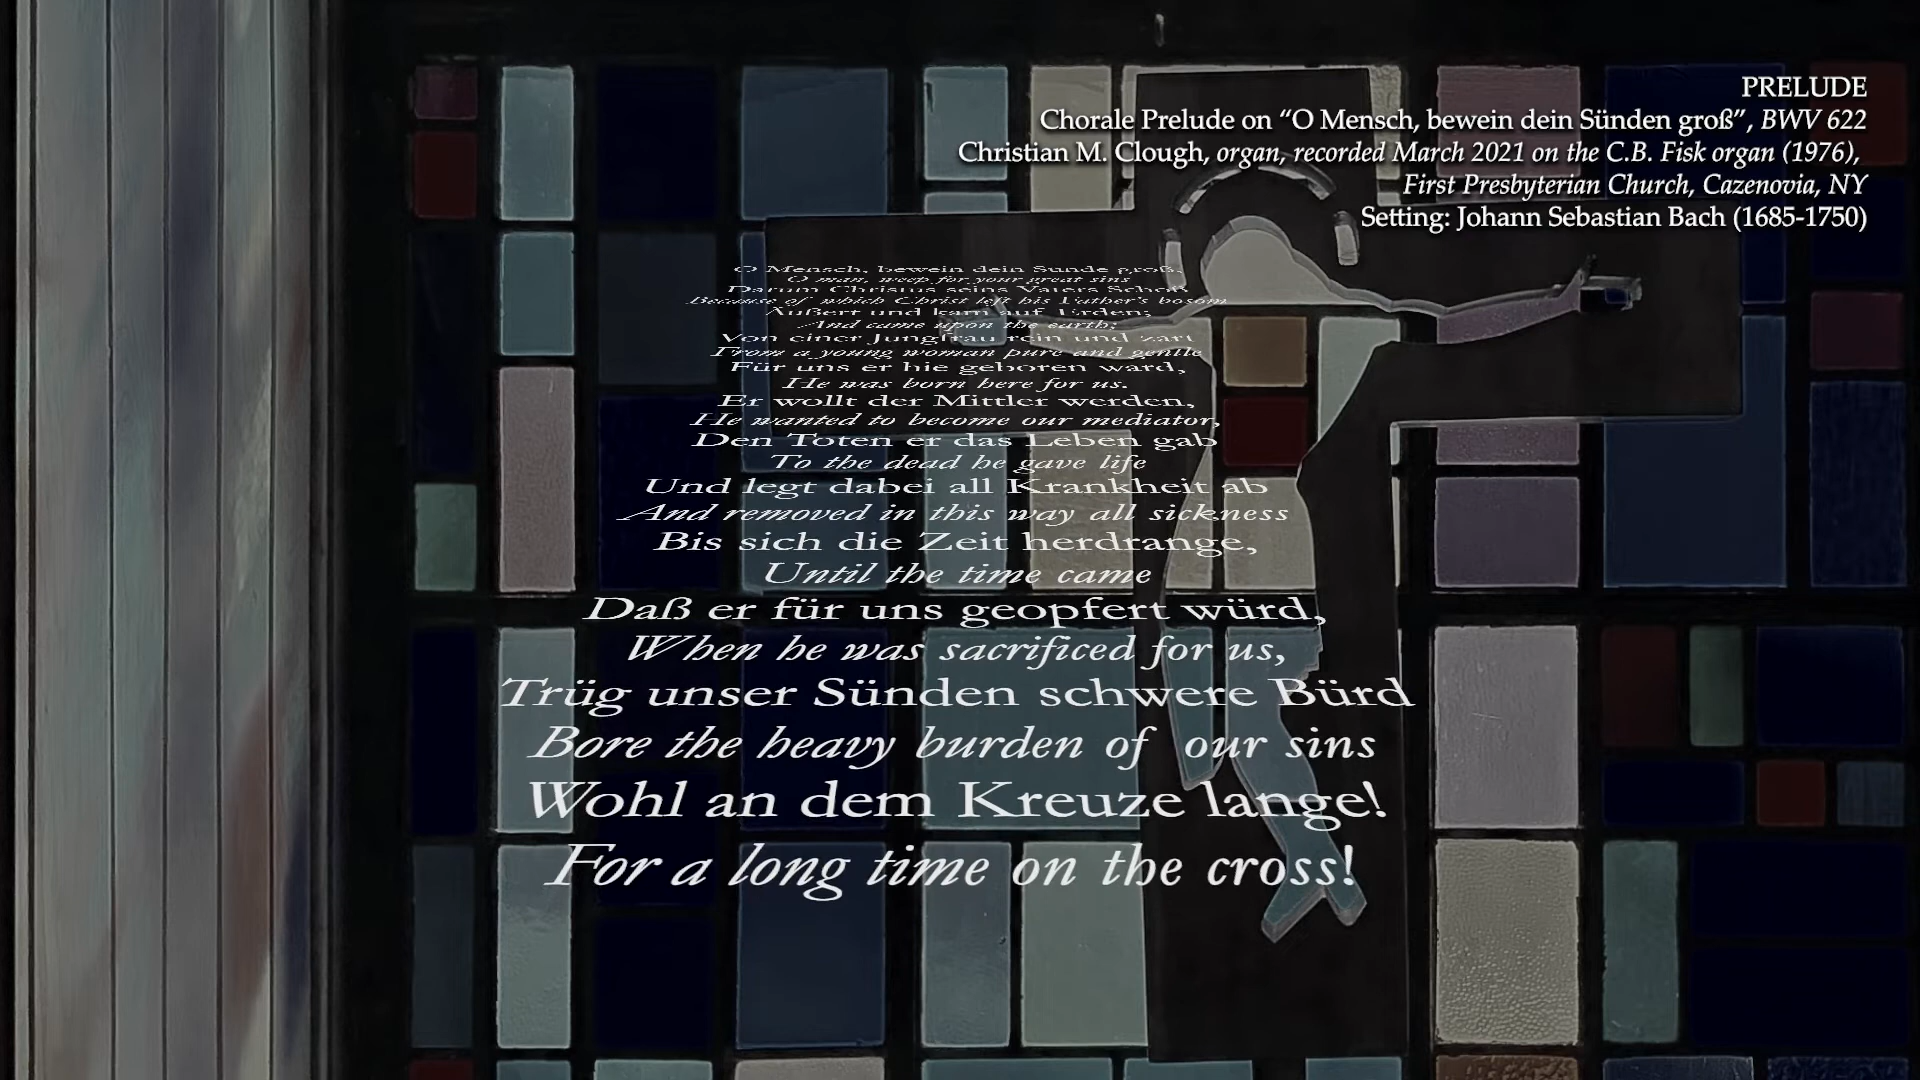 PRELUDE
Chorale Prelude on “O Mensch, bewein dein Sünden groß”, BWV 622
Christian M. Clough, organ, recorded March 2021 on the C.B. Fisk organ (1976),
First Presbyterian Church, Cazenovia, NY
Setting: Johann Sebastian Bach (1685-1750)
O Mensch, bewein dein Sünde groß,
O man, weep for your great sins
Darum Christus seins Vaters Schoß
Because of which Christ left his Father's bosom
Äußert und kam auf Erden;
And came upon the earth;
Von einer Jungfrau rein und zart
From a young woman pure and gentle
Für uns er hie geboren ward,
He was born here for us.
Er wollt der Mittler werden,
He wanted to become our mediator,
Den Toten er das Leben gab
To the dead he gave life
Und legt dabei all Krankheit ab
And removed in this way all sickness
Bis sich die Zeit herdrange,
Until the time came
Daß er für uns geopfert würd,
When he was sacrificed for us,
Trüg unser Sünden schwere Bürd
Bore the heavy burden of our sins
Wohl an dem Kreuze lange!
For a long time on the cross!